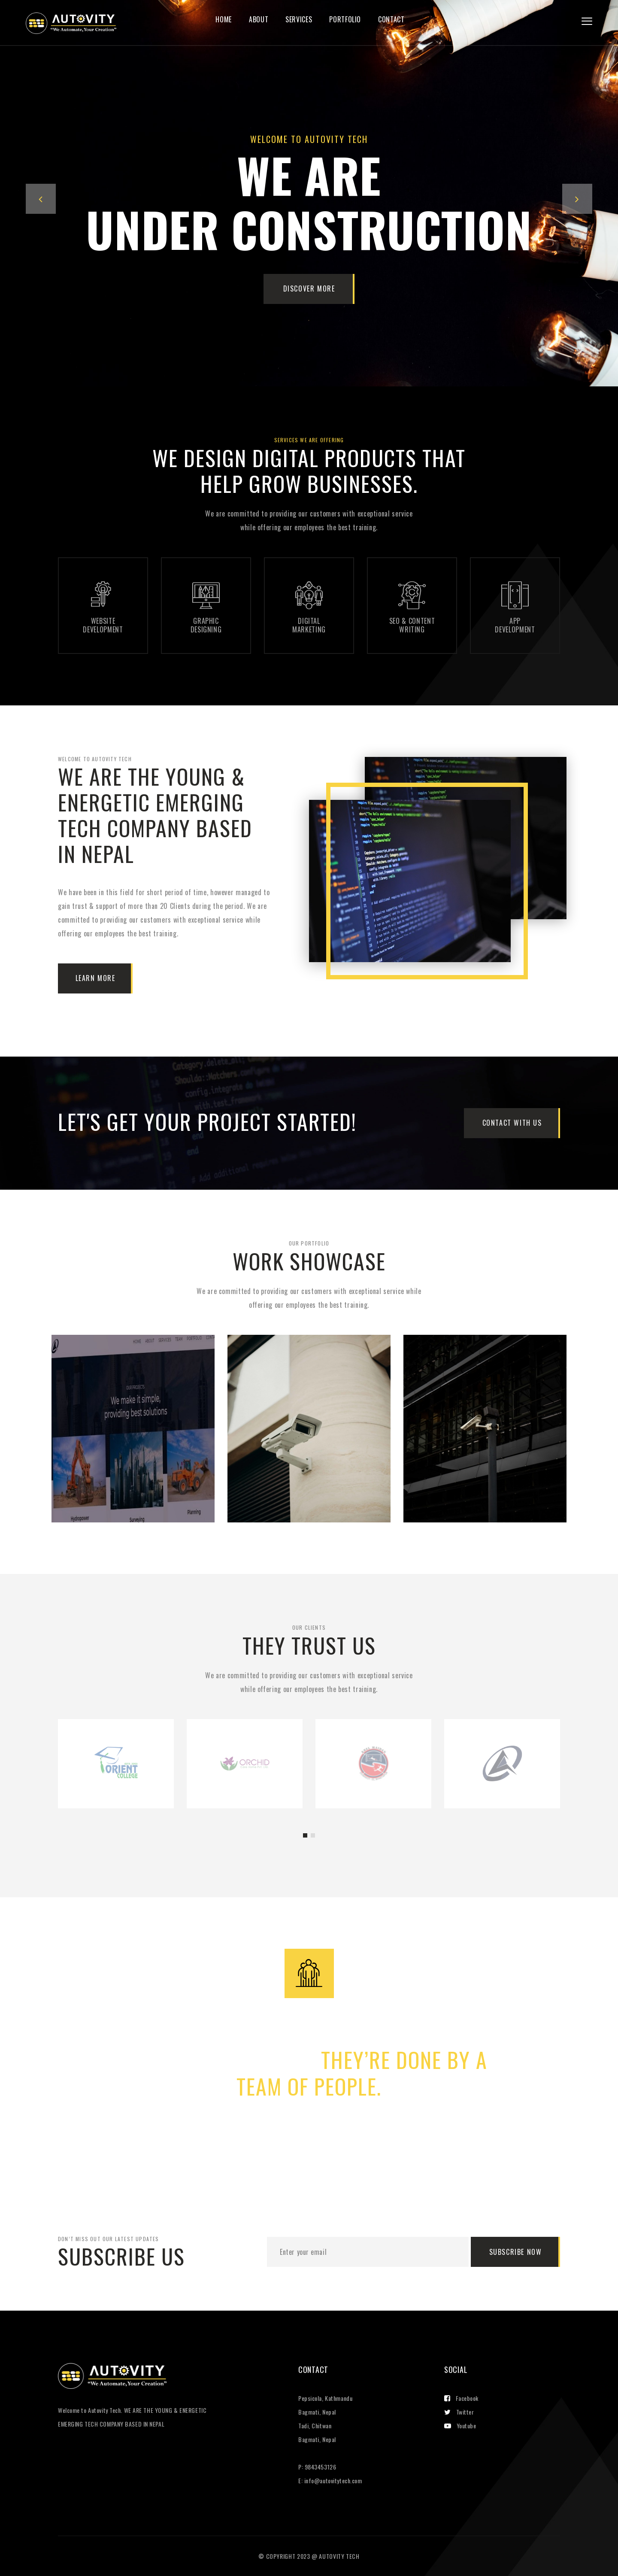 AUTOVITY
"We Automate, Your Creation"
HOME
ABOUT
SERVICES
PORTFOLIO
CONTACT
WELCOME TO AUTOVITY TECH
WE ARE
UNDER CONSTRUCTION
DISCOVER MORE
SERVICES WE ARE OFFERING
WE DESIGN DIGITAL PRODUCTS THAT
HELP GROW BUSINESSES.
We are committed to providing our customers with exceptional service
while offering our employees the best training.
WEBSITE
DEVELOPMENT
GRAPHIC
DESIGNING
DIGITAL
MARKETING
SEO & CONTENT
WRITING
APP
DEVELOPMENT
WELCOME TO AUTOVITY TECH
WE ARE THE YOUNG &
ENERGETIC EMERGING
TECH COMPANY BASED
IN NEPAL
We have been in this field for short period of time, however managed to
gain trust & support of more than 20 Clients during the period. We are
committed to providing our customers with exceptional service while
offering our employees the best training.
LEARN MORE
LET'S GET YOUR PROJECT STARTED!
CONTACT WITH US
OUR PORTFOLIO
WORK SHOWCASE
We are committed to providing our customers with exceptional service while
offering our employees the best training.
We make it simple,
providing best solutions
Hydropower
Surveying
Planning
OUR CLIENTS
THEY TRUST US
We are committed to providing our customers with exceptional service
while offering our employees the best training.
ORIENT
COLLEGE
ORCHID
THEY'RE DONE BY A
TEAM OF PEOPLE.
DON'T MISS OUT OUR LATEST UPDATES
SUBSCRIBE US
Enter your email
SUBSCRIBE NOW
AUTOVITY
"We Automate, Your Creation"
Welcome to Autovity Tech. WE ARE THE YOUNG & ENERGETIC
EMERGING TECH COMPANY BASED IN NEPAL
CONTACT
Pepsicola, Kathmandu
Bagmati, Nepal
Tadi, Chitwan
Bagmati, Nepal
P: 9843453126
E: info@autovitytech.com
SOCIAL
Facebook
Twitter
Youtube
© COPYRIGHT 2023 @ AUTOVITY TECH